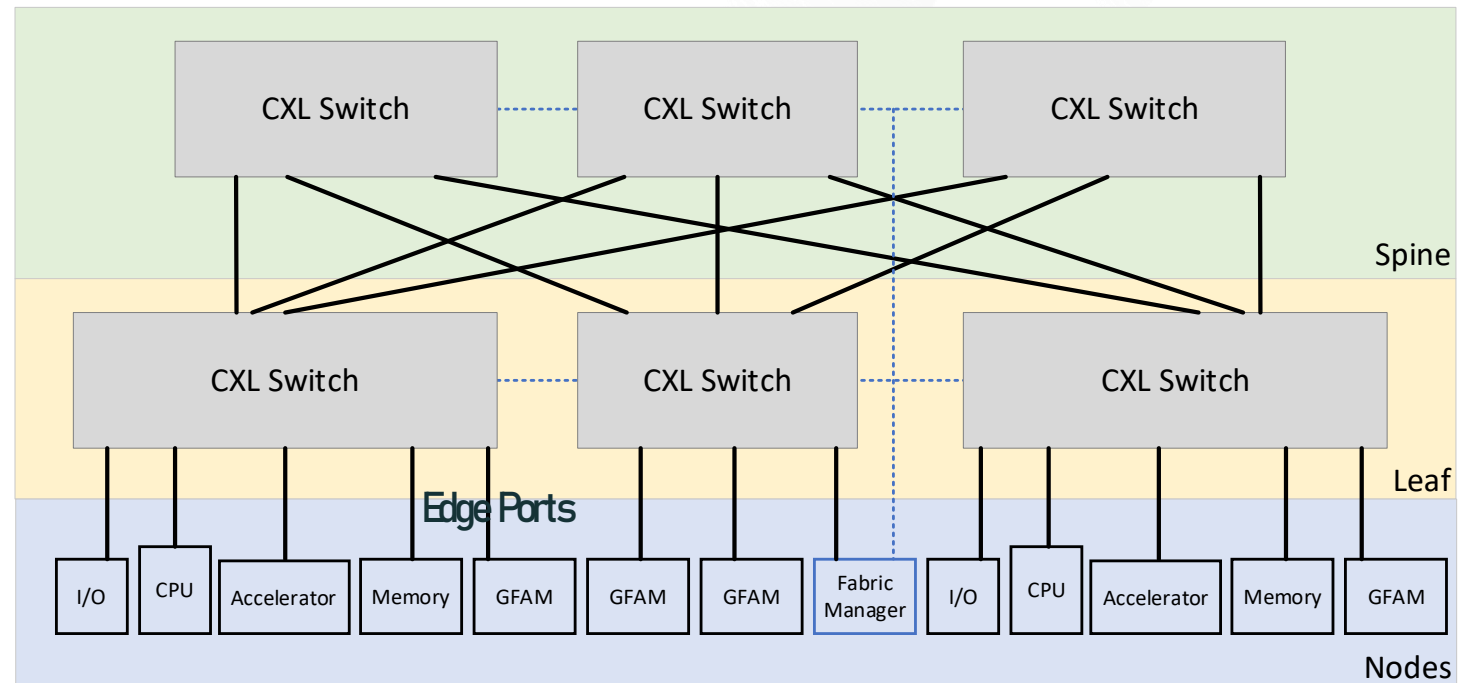 CXL Switch
CXL Switch
CXL Switch
Spine
CXL Switch
CXL Switch
CXL Switch
Leaf
Edge Ports
I/O
CPU
Accelerator
Memory
GFAM
GFAM
GFAM
Fabric
Manager
I/O
CPU
Accelerator
Memory
GFAM
Nodes